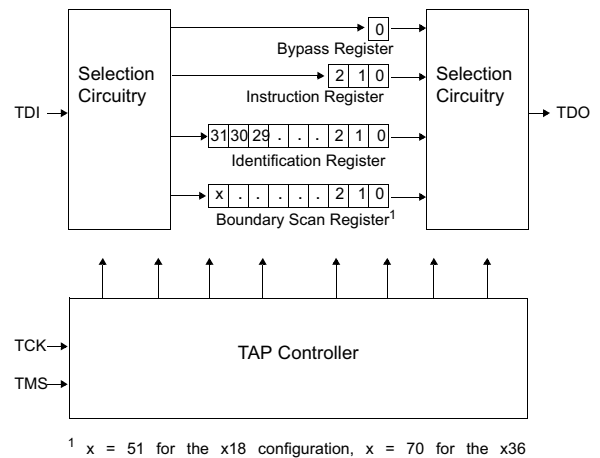 0
Bypass Register
Selection
Circuitry
2 1 0
Instruction Register
Selection
Circuitry
TDI
TDO
31 30 29 . . . 2 1 0
Identification Register
x . . . . . 2 1 0
Boundary Scan Register1
TCK
TMS
TAP Controller
1 x = 51 for the x18 configuration, x = 70 for the x36